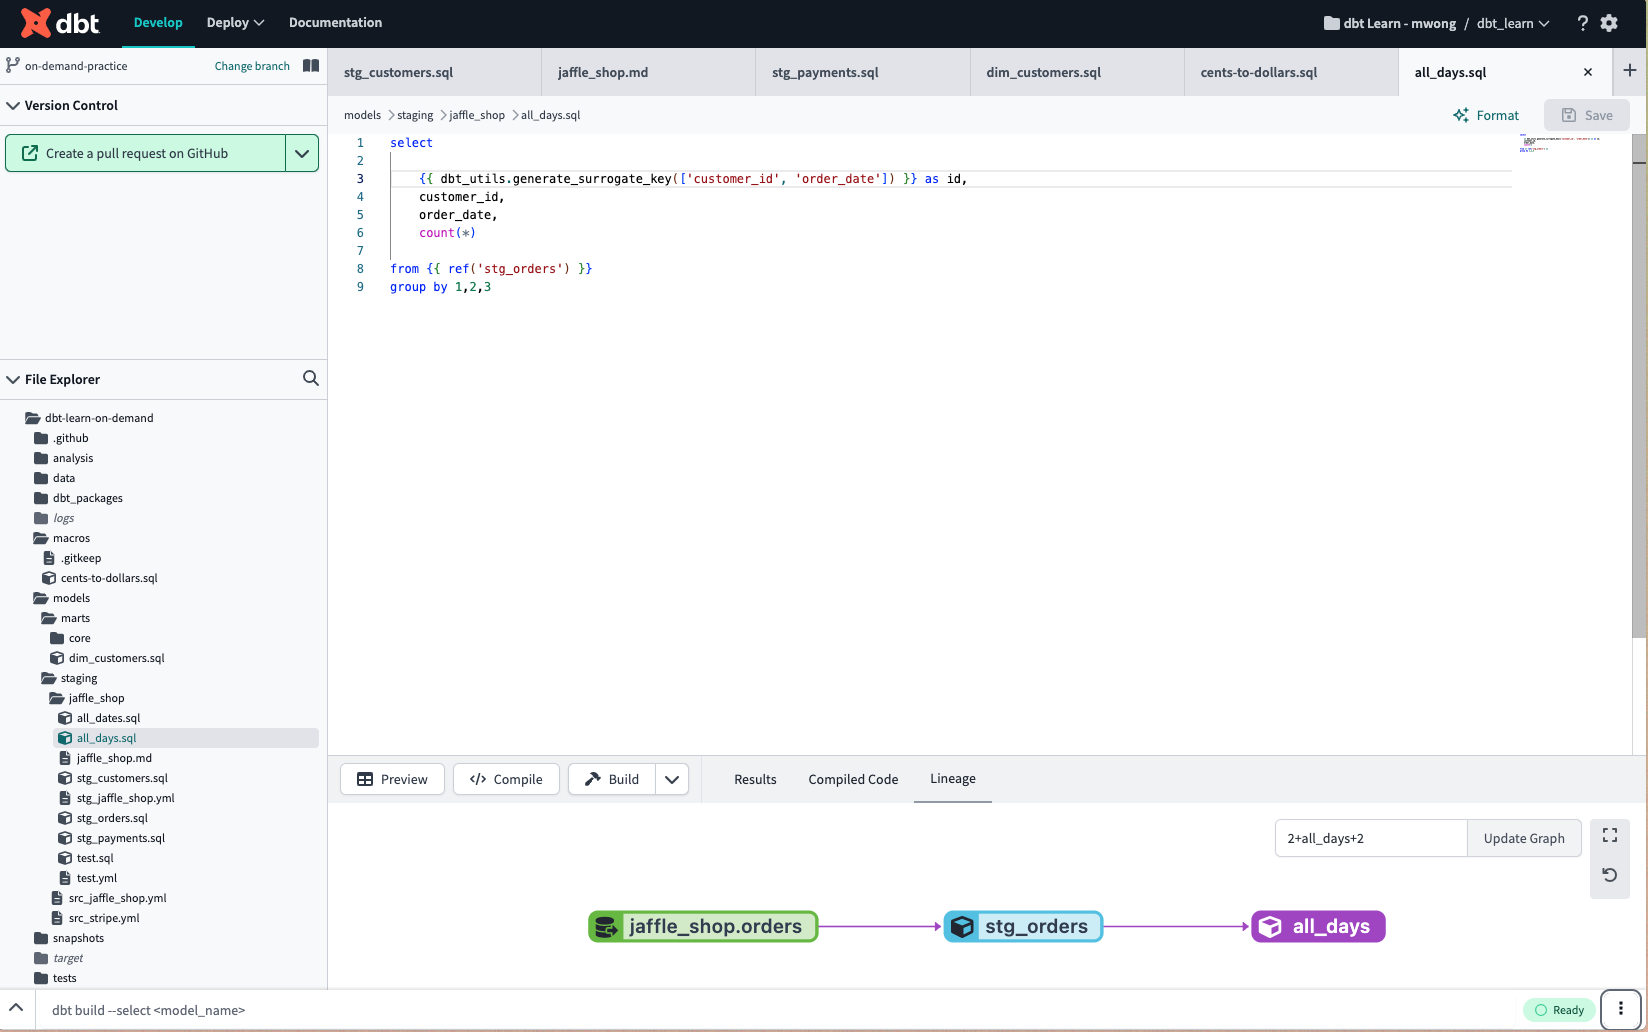 dbt
Develop
Deploy
Documentation
dbt Learn - mwong / dbt_learn
?
on-demand-practice
Change branch
Version Control
Create a pull request on GitHub
File Explorer
dbt-learn-on-demand
.github
analysis
data
dbt_packages
logs
macros
.gitkeep
cents-to-dollars.sql
models
marts
core
dim_customers.sql
staging
jaffle_shop
all_dates.sql
all_days.sql
jaffle_shop.md
stg_customers.sql
stg_jaffle_shop.yml
stg_orders.sql
stg_payments.sql
test.sql
test.yml
src_jaffle_shop.yml
src_stripe.yml
snapshots
target
tests
stg_customers.sql
jaffle_shop.md
stg_payments.sql
dim_customers.sql
cents-to-dollars.sql
all_days.sql
models > staging > jaffle_shop > all_days.sql
Format
Save
1 select
2
3 {{ dbt_utils.generate_surrogate_key(['customer_id', 'order_date']) }} as id,
4 customer_id,
5 order_date,
6 count(*)
7
8 from {{ ref('stg_orders') }}
9 group by 1,2,3
Preview
Compile
Build
Results
Compiled Code
Lineage
2+all_days+2
Update Graph
jaffle_shop.orders
stg_orders
all_days
dbt build --select <model_name>
Ready